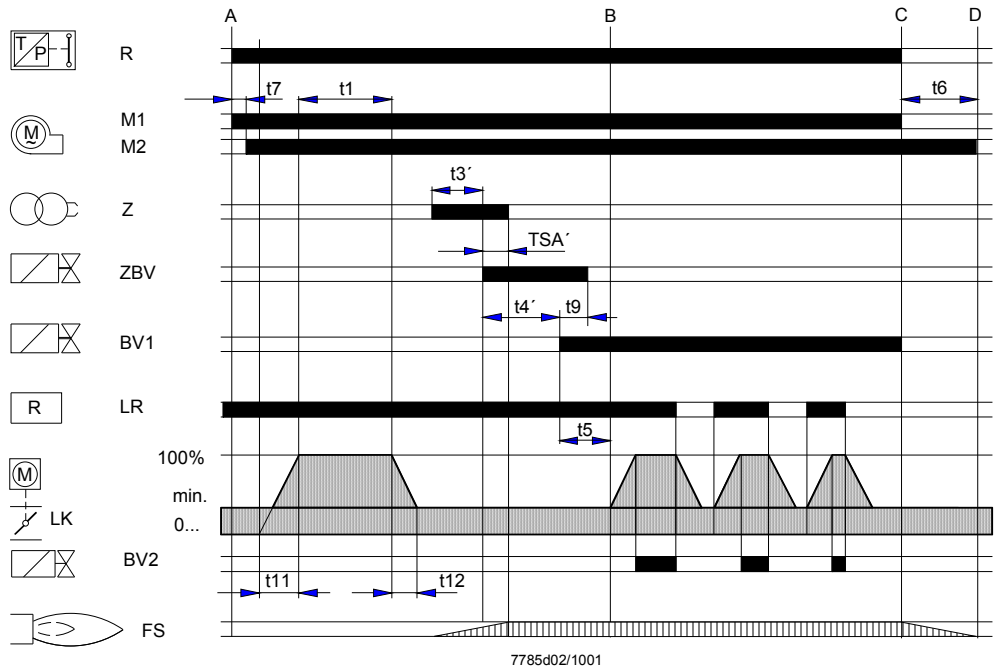 A B C D
T P R
t7 t1 t6
M1
M ~
M2
t3´
Z
TSA´
ZBV
t4´ t9
BV1
R LR
t5
100%
M
min.
LK
0...
BV2
t11 t12
FS
7785d02/1001